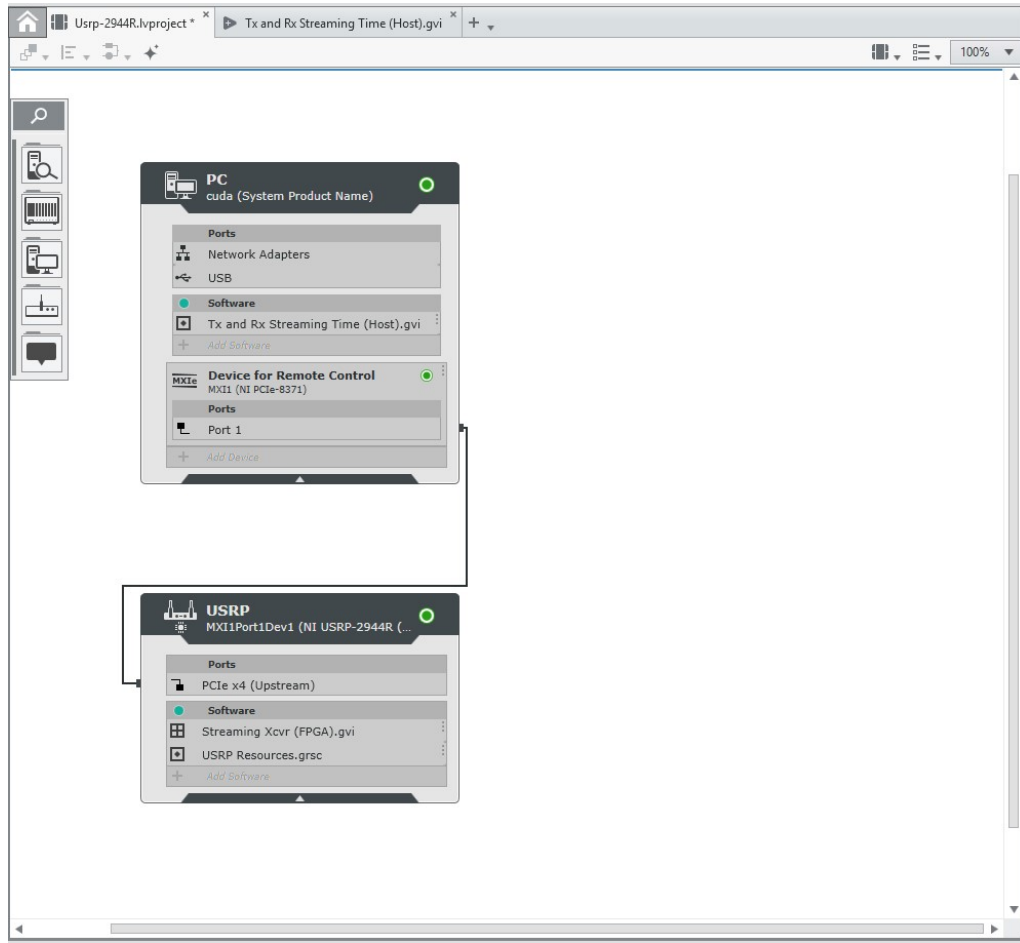 Usrp-2944R.lvproject *
Tx and Rx Streaming Time (Host).gvi
100%
PC
cuda (System Product Name)
Ports
Network Adapters
USB
Software
Tx and Rx Streaming Time (Host).gvi
Add Software
MXIe
Device for Remote Control
MXI1 (NI PCIe-8371)
Ports
Port 1
Add Device
USRP
MXI1Port1Dev1 (NI USRP-2944R (...
Ports
PCIe x4 (Upstream)
Software
Streaming Xcvr (FPGA).gvi
USRP Resources.grsc
Add Software